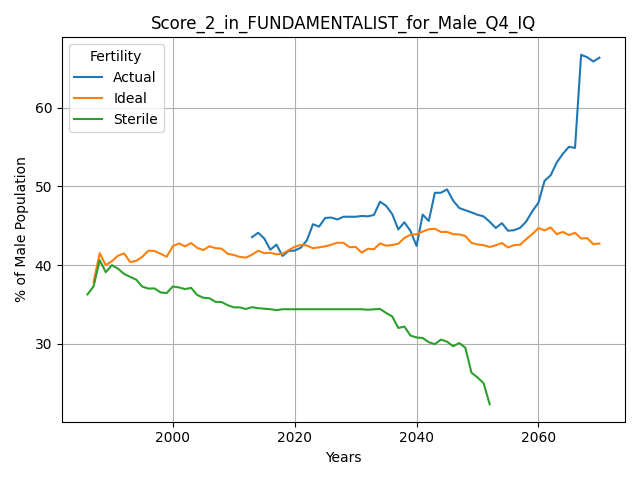 Score_2_in_FUNDAMENTALIST_for_Male_Q4_IQ
Fertility
Actual
Ideal
Sterile
% of Male Population
60
50
40
30
2000
2020
2040
2060
Years